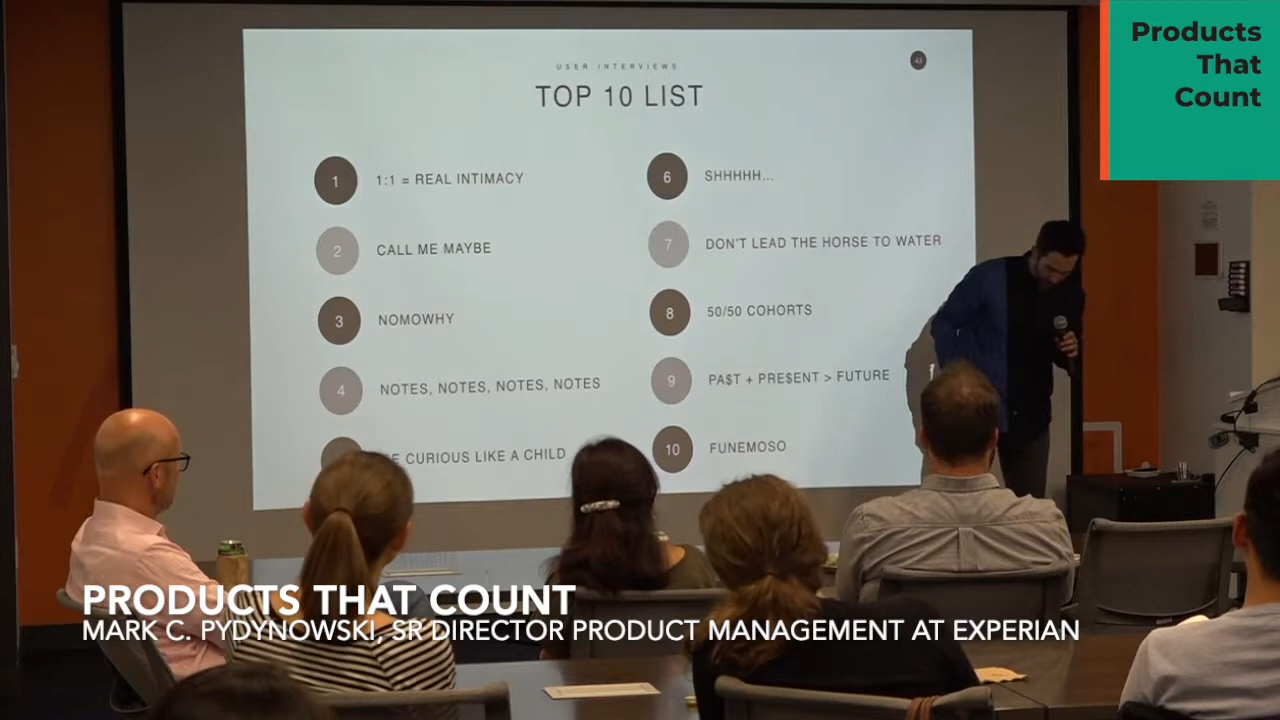 Products
That
Count
43
USER INTERVIEWS
TOP 10 LIST
1 1:1 = REAL INTIMACY
2 CALL ME MAYBE
3 NOMOWHY
4 NOTES, NOTES, NOTES, NOTES
CURIOUS LIKE A CHILD
6 SHHHHH...
7 DON'T LEAD THE HORSE TO WATER
8 50/50 COHORTS
9 PA$T + PRE$ENT > FUTURE
10 FUNEMOSO
PRODUCTS THAT COUNT
MARK C. PYDYNOWSKI, SR DIRECTOR PRODUCT MANAGEMENT AT EXPERIAN